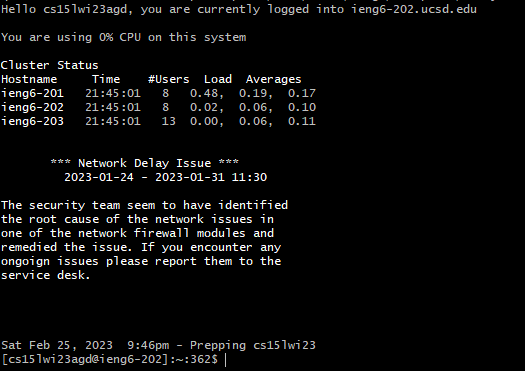 Hello cs15lwi23agd, you are currently logged into ieng6-202.ucsd.edu
You are using 0% CPU on this system
Cluster Status
Hostname Time #Users Load Averages
ieng6-201 21:45:01 8 0.48, 0.19, 0.17
ieng6-202 21:45:01 8 0.02, 0.06, 0.10
ieng6-203 21:45:01 13 0.00, 0.06, 0.11
*** Network Delay Issue ***
2023-01-24 - 2023-01-31 11:30
The security team seem to have identified
the root cause of the network issues in
one of the network firewall modules and
remedied the issue. If you encounter any
ongoign issues please report them to the
service desk.
Sat Feb 25, 2023 9:46pm - Prepping cs15lwi23
[cs15lwi23agd@ieng6-202]:~:362$